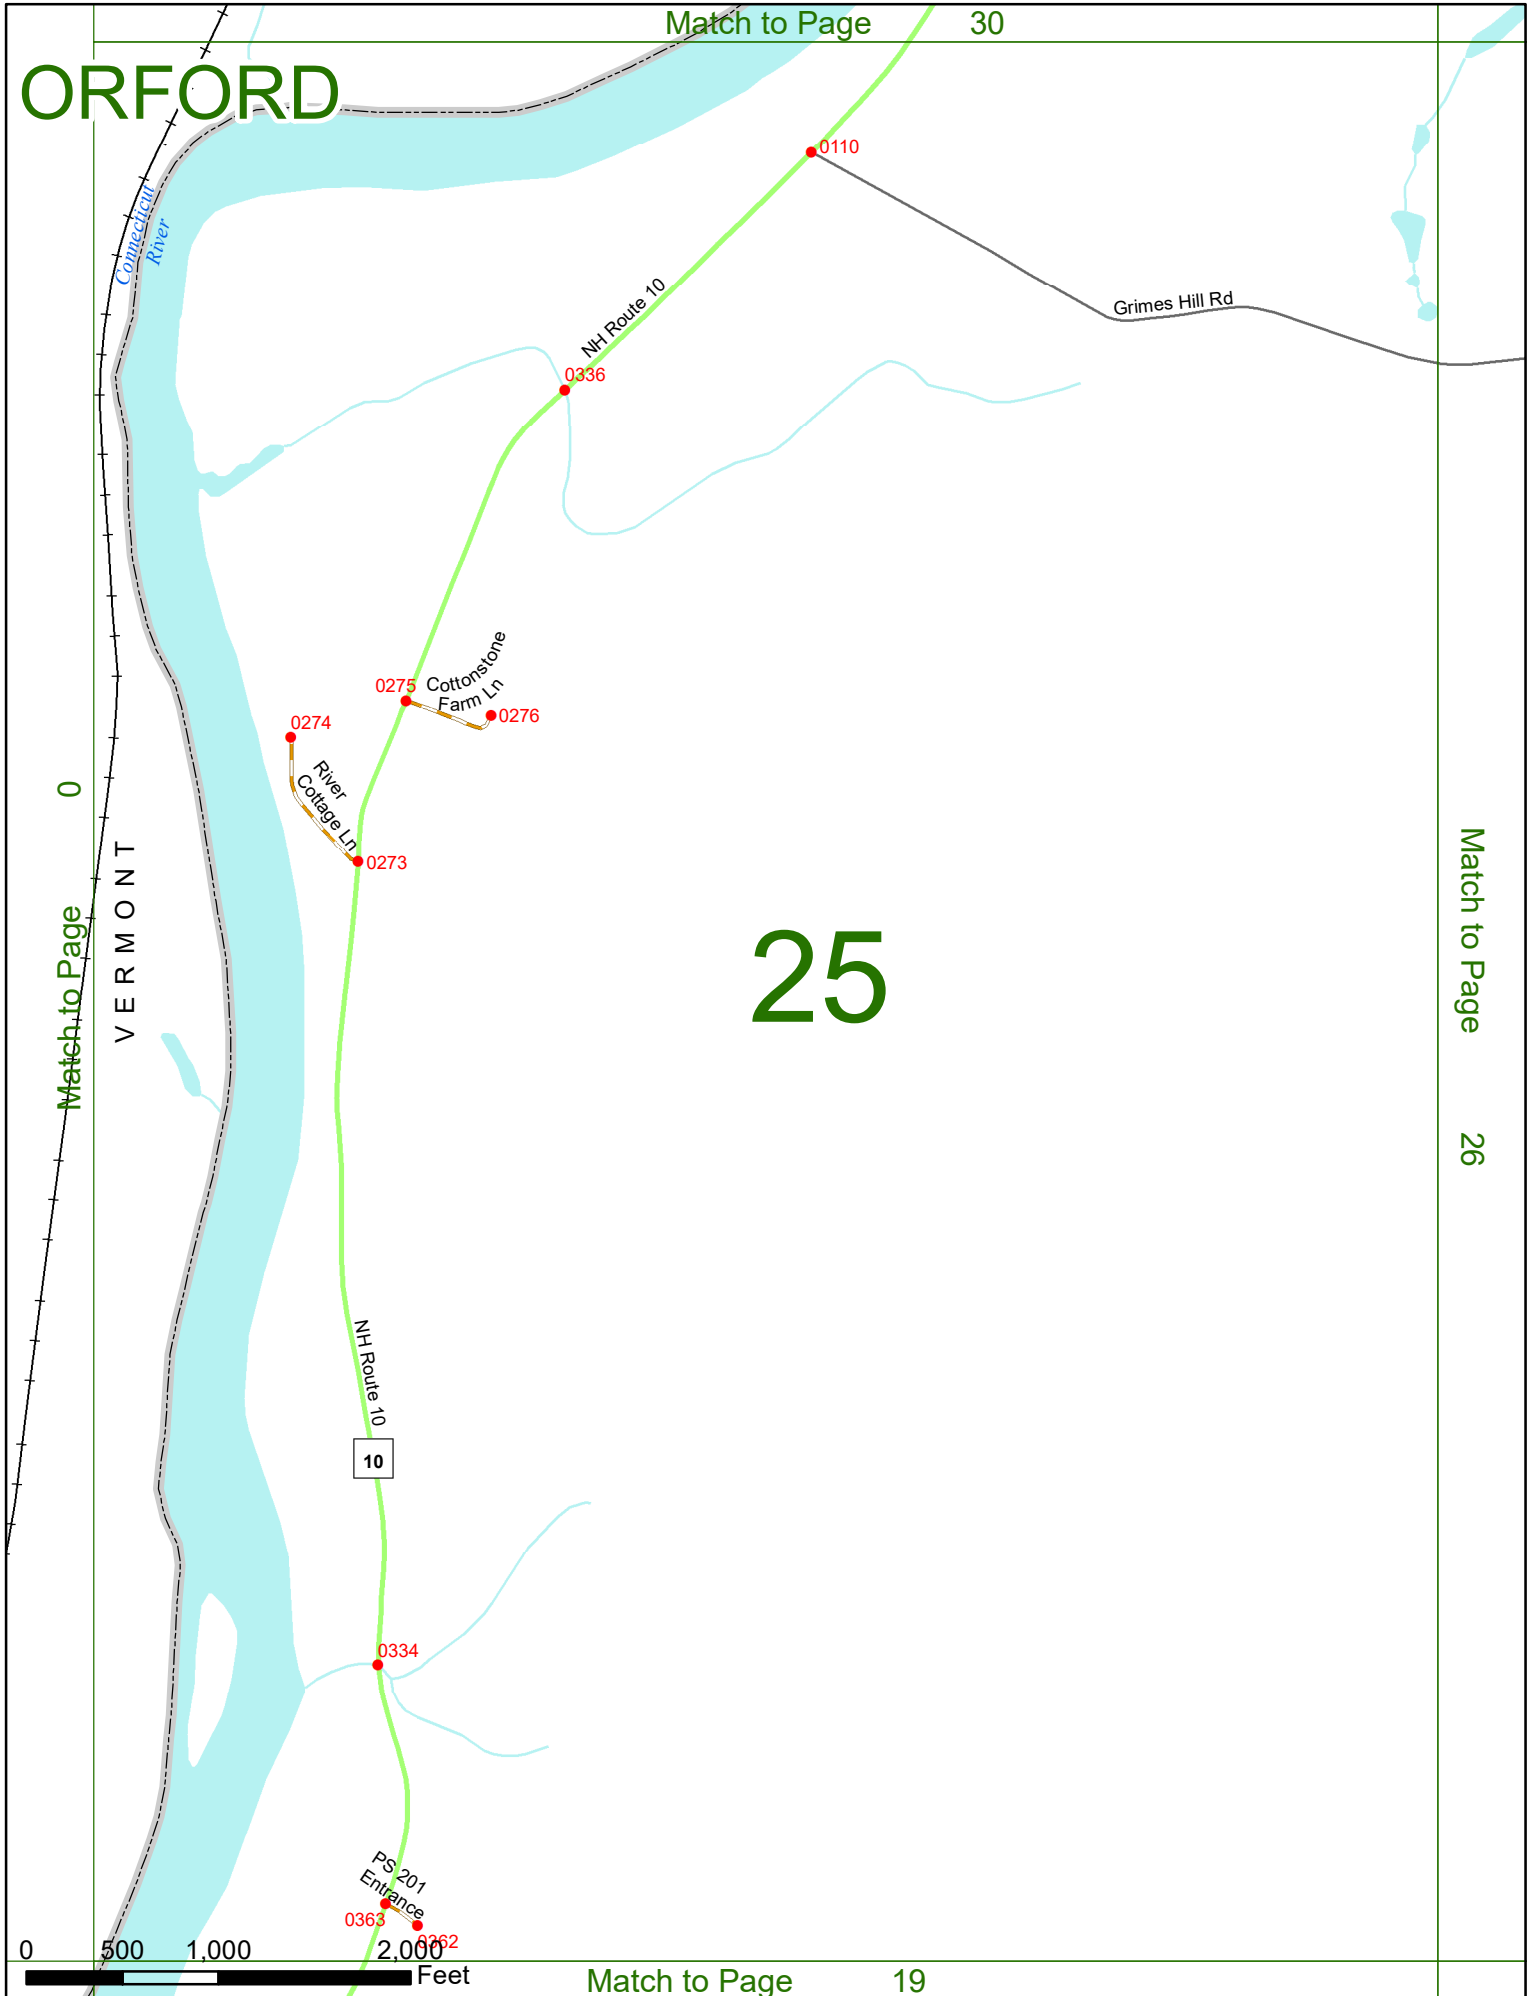 Match to Page 30
ORFORD
0110
Connecticut
River
NH Route 10
Grimes Hill Rd
0336
Cottonstone
Farm Ln
0275
0276
0274
River
Cottage Ln
0273
Match to Page 0
VERMONT
25
Match to Page 26
NH Route 10
10
0334
PS 201
Entrance
0363
0362
0 500 1,000 2,000
Feet
Match to Page 19